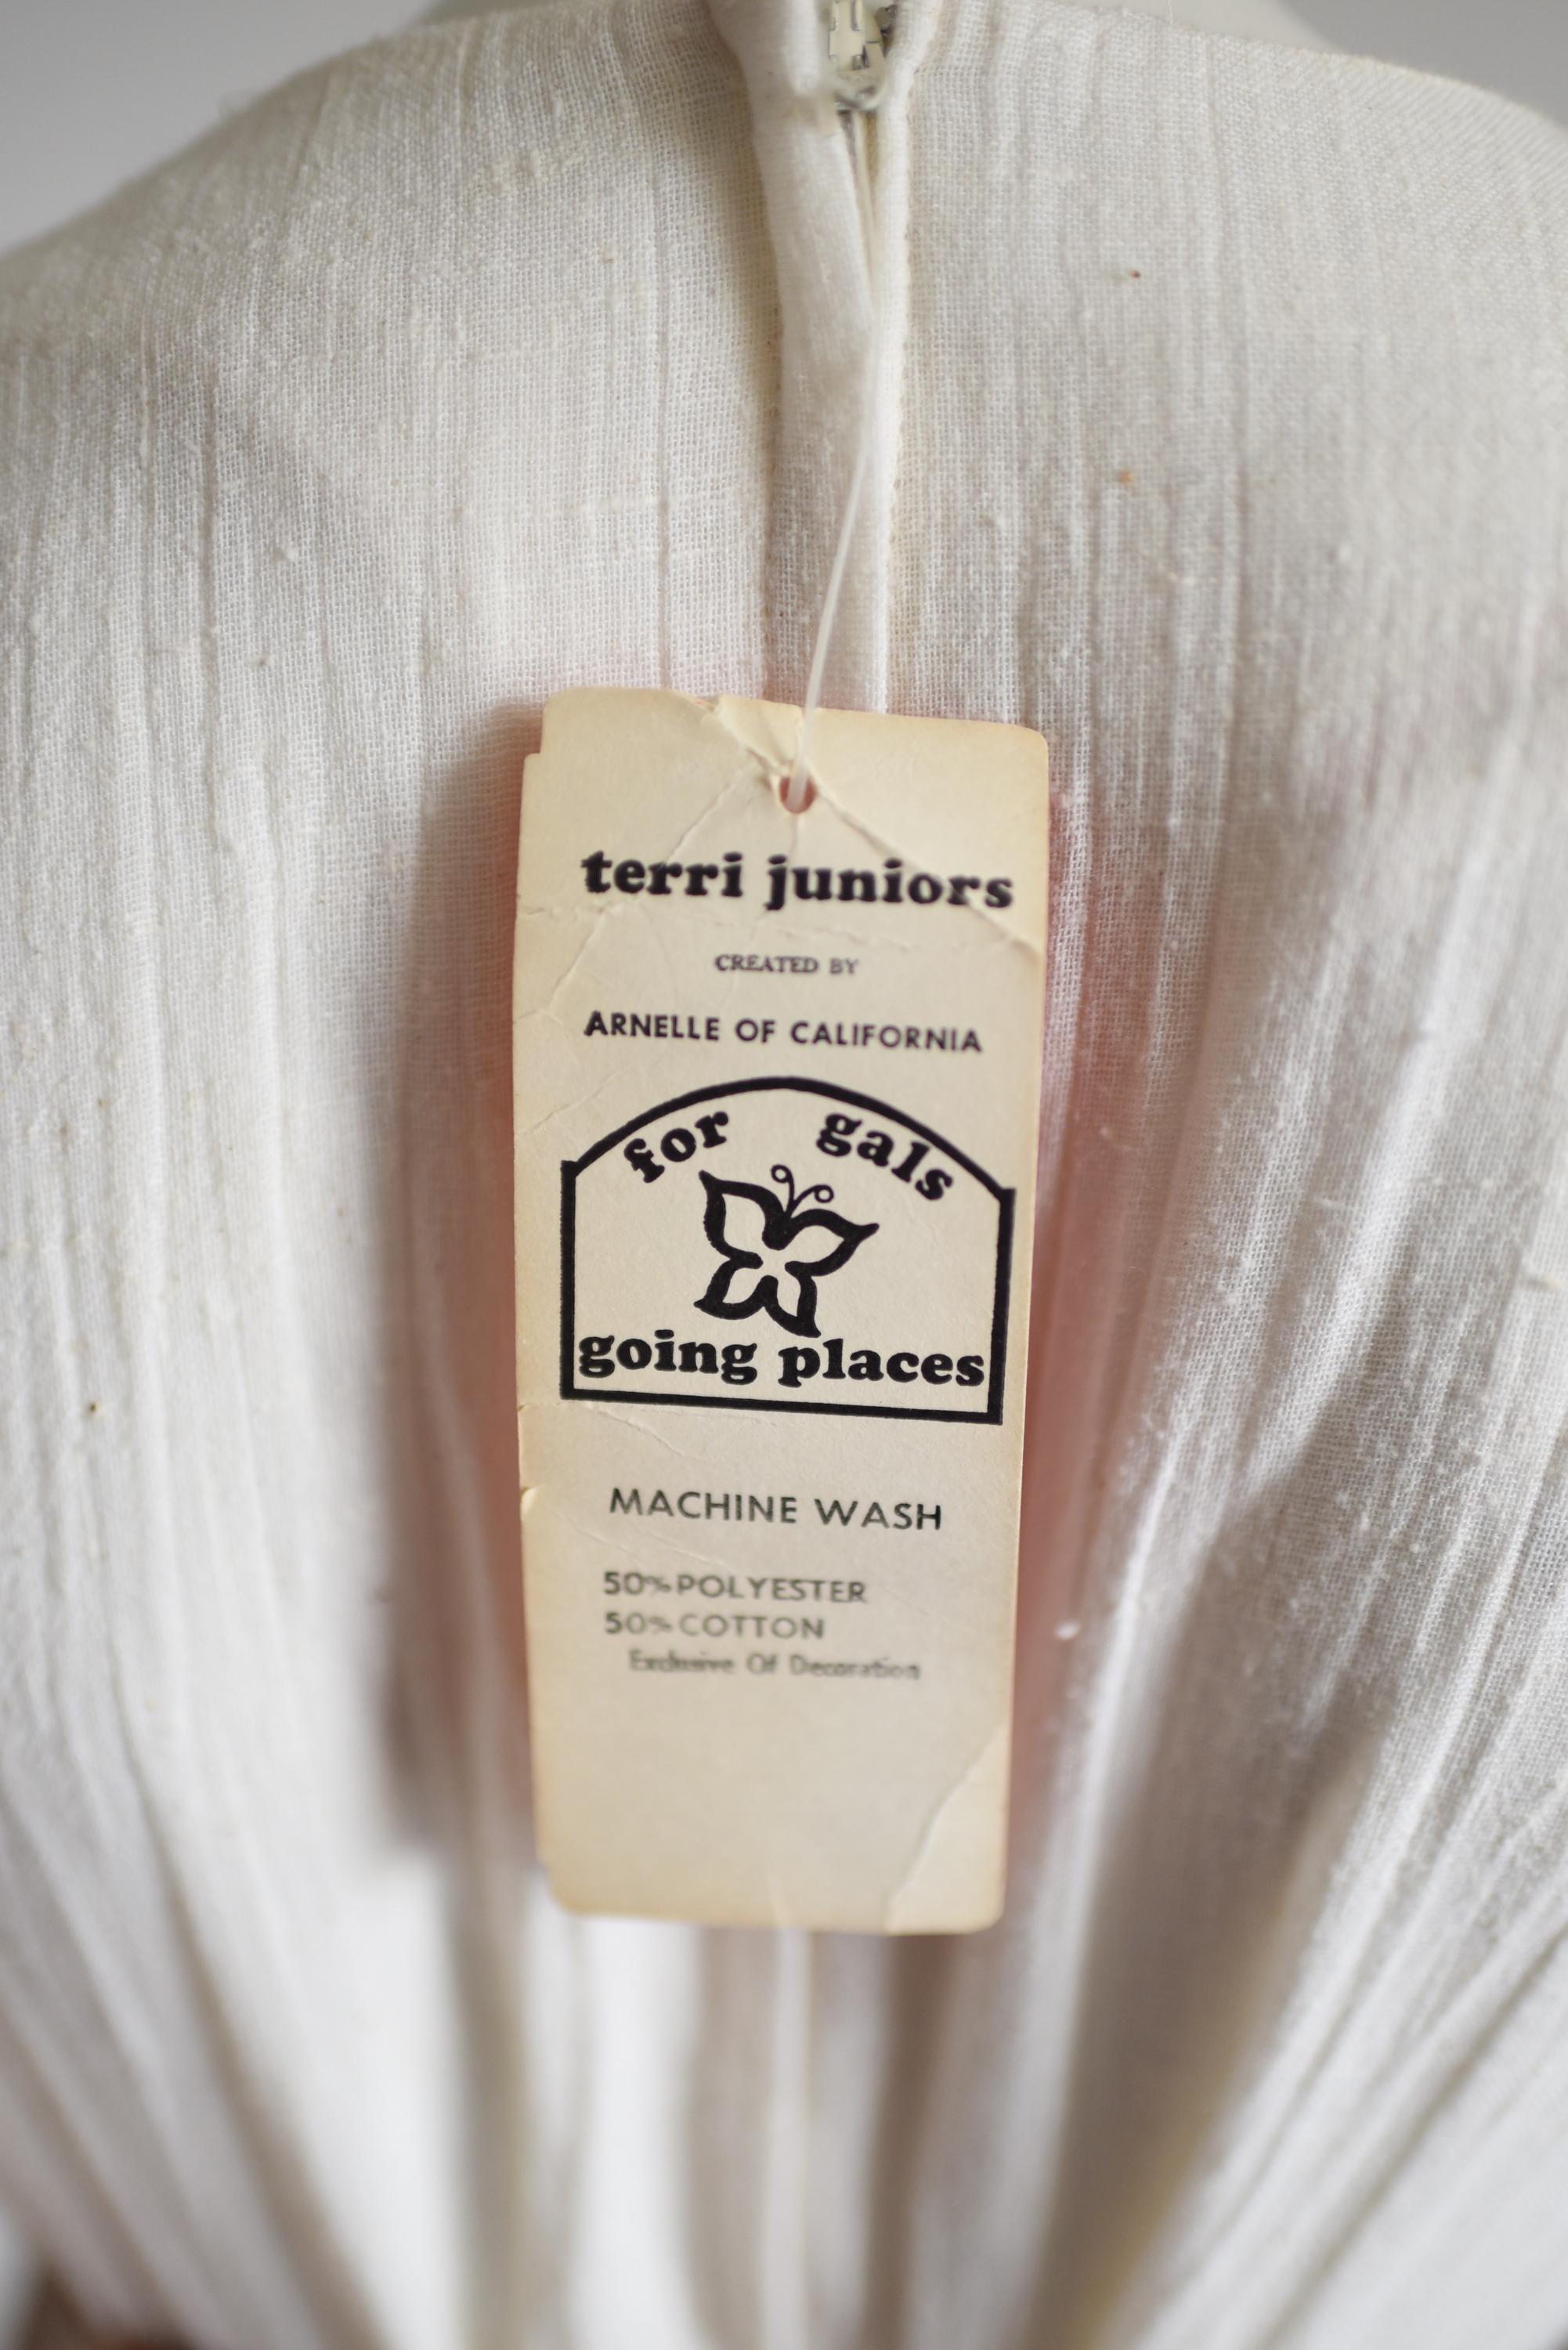 terri juniors
CREATED BY
ARNELLE OF CALIFORNIA
for gals
going places
MACHINE WASH
50% POLYESTER
50% COTTON
Exclusive Of Decoration